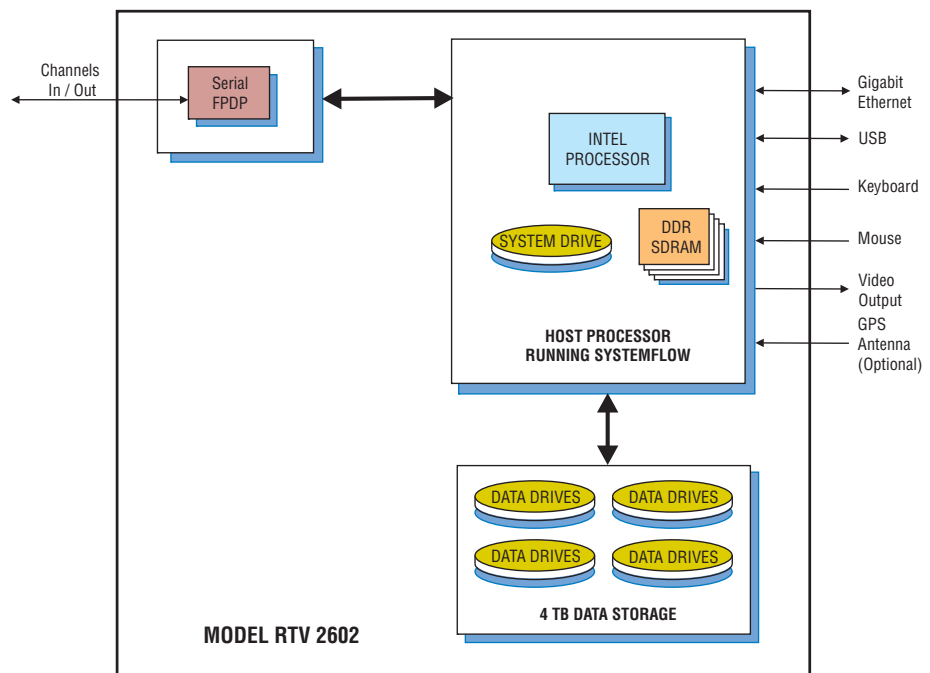 Channels
In / Out
Serial
FPDP
INTEL
PROCESSOR
SYSTEM DRIVE
DDR
SDRAM
HOST PROCESSOR
RUNNING SYSTEMFLOW
Gigabit
Ethernet
USB
Keyboard
Mouse
Video
Output
GPS
Antenna
(Optional)
DATA DRIVES
DATA DRIVES
DATA DRIVES
DATA DRIVES
4 TB DATA STORAGE
MODEL RTV 2602